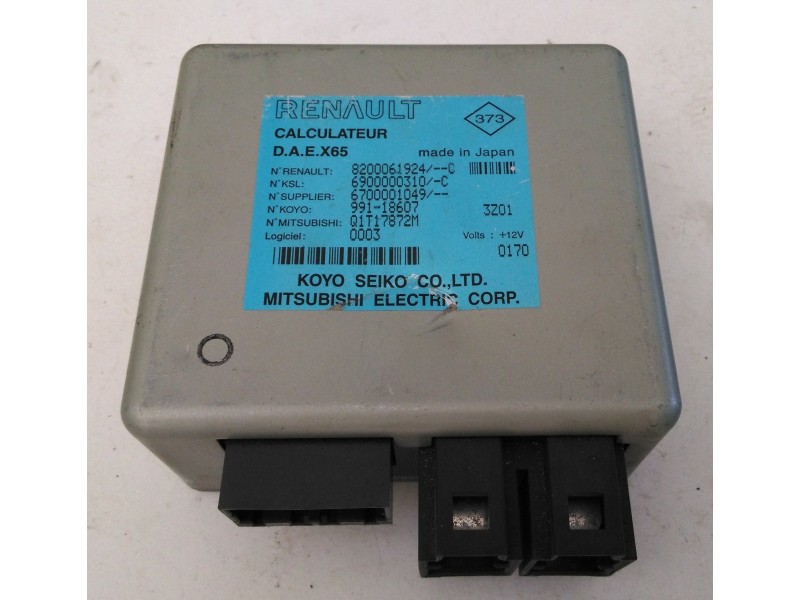 RENAULT
373
CALCULATEUR
D.A.E.X65 made in Japan
N°RENAULT: 8200061924/--C
N°KSL: 6900000310/-C
N°SUPPLIER: 6700001049/--
N°KOYO: 991-18607 3Z01
N°MITSUBISHI: Q1T17872M
Logiciel: 0003 Volts : +12V
0170
KOYO SEIKO CO.,LTD.
MITSUBISHI ELECTRIC CORP.